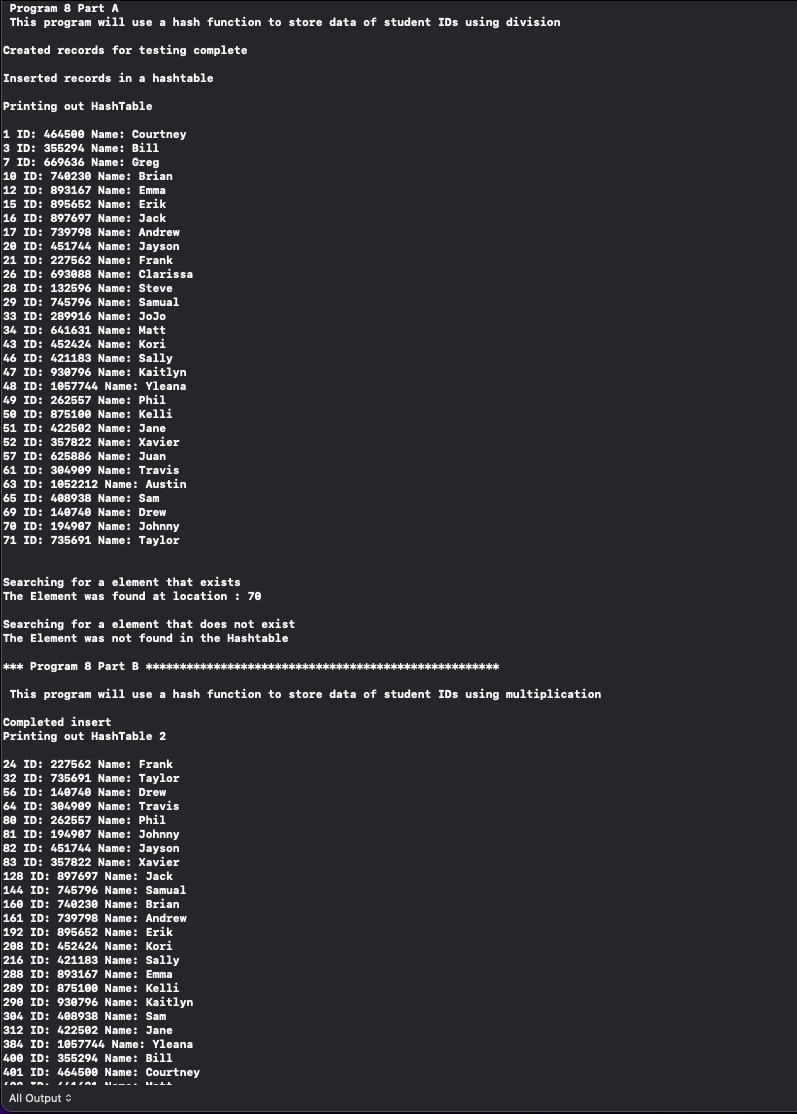 Program 8 Part A
This program will use a hash function to store data of student IDs using division
Created records for testing complete
Inserted records in a hashtable
Printing out HashTable
1 ID: 464500 Name: Courtney
3 ID: 355294 Name: Bill
7 ID: 669636 Name: Greg
10 ID: 740230 Name: Brian
12 ID: 893167 Name: Emma
15 ID: 895652 Name: Erik
16 ID: 897697 Name: Jack
17 ID: 739798 Name: Andrew
20 ID: 451744 Name: Jayson
21 ID: 227562 Name: Frank
26 ID: 693088 Name: Clarissa
28 ID: 132596 Name: Steve
29 ID: 745796 Name: Samual
33 ID: 289916 Name: JoJo
34 ID: 641631 Name: Matt
43 ID: 452424 Name: Kori
46 ID: 421183 Name: Sally
47 ID: 930796 Name: Kaitlyn
48 ID: 1057744 Name: Yleana
49 ID: 262557 Name: Phil
50 ID: 875100 Name: Kelli
51 ID: 422502 Name: Jane
52 ID: 357822 Name: Xavier
57 ID: 625886 Name: Juan
61 ID: 304909 Name: Travis
63 ID: 1052212 Name: Austin
65 ID: 408938 Name: Sam
69 ID: 140740 Name: Drew
70 ID: 194907 Name: Johnny
71 ID: 735691 Name: Taylor
Searching for a element that exists
The Element was found at location : 70
Searching for a element that does not exist
The Element was not found in the Hashtable
*** Program 8 Part B ****************************************************
This program will use a hash function to store data of student IDs using multiplication
Completed insert
Printing out HashTable 2
24 ID: 227562 Name: Frank
32 ID: 735691 Name: Taylor
56 ID: 140740 Name: Drew
64 ID: 304909 Name: Travis
80 ID: 262557 Name: Phil
81 ID: 194907 Name: Johnny
82 ID: 451744 Name: Jayson
83 ID: 357822 Name: Xavier
128 ID: 897697 Name: Jack
144 ID: 745796 Name: Samual
160 ID: 740230 Name: Brian
161 ID: 739798 Name: Andrew
192 ID: 895652 Name: Erik
208 ID: 452424 Name: Kori
216 ID: 421183 Name: Sally
288 ID: 893167 Name: Emma
289 ID: 875100 Name: Kelli
290 ID: 930796 Name: Kaitlyn
304 ID: 408938 Name: Sam
312 ID: 422502 Name: Jane
384 ID: 1057744 Name: Yleana
400 ID: 355294 Name: Bill
401 ID: 464500 Name: Courtney
All Output